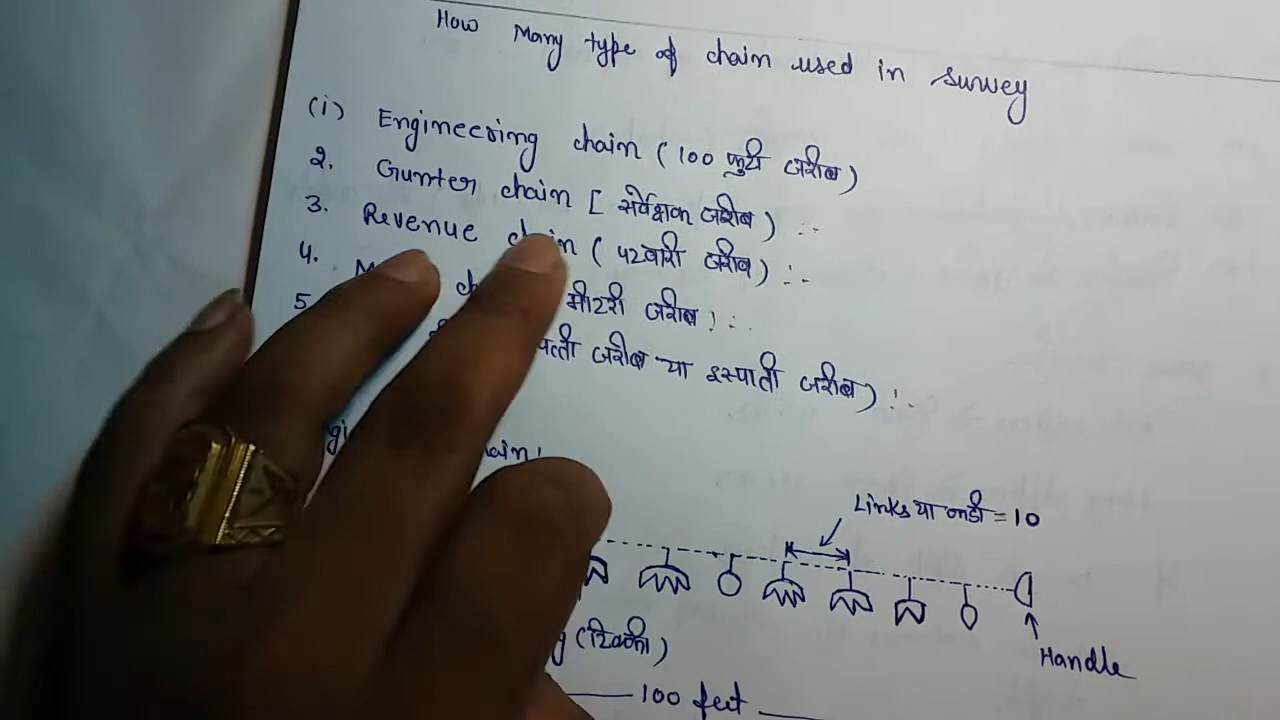 How Many type of chain used in survey
(i) Engineering chain (100 फुटी जरीब)
2. Gunter chain [ सर्वेक्षक जरीब) :-
3. Revenue chain ( पटवारी जरीब) :-
4. मीटरी जरीब) :-
5 जरीब या इस्पाती जरीब) :-
Links या कडी = 10
(टिक्की)
Handle
100 feet